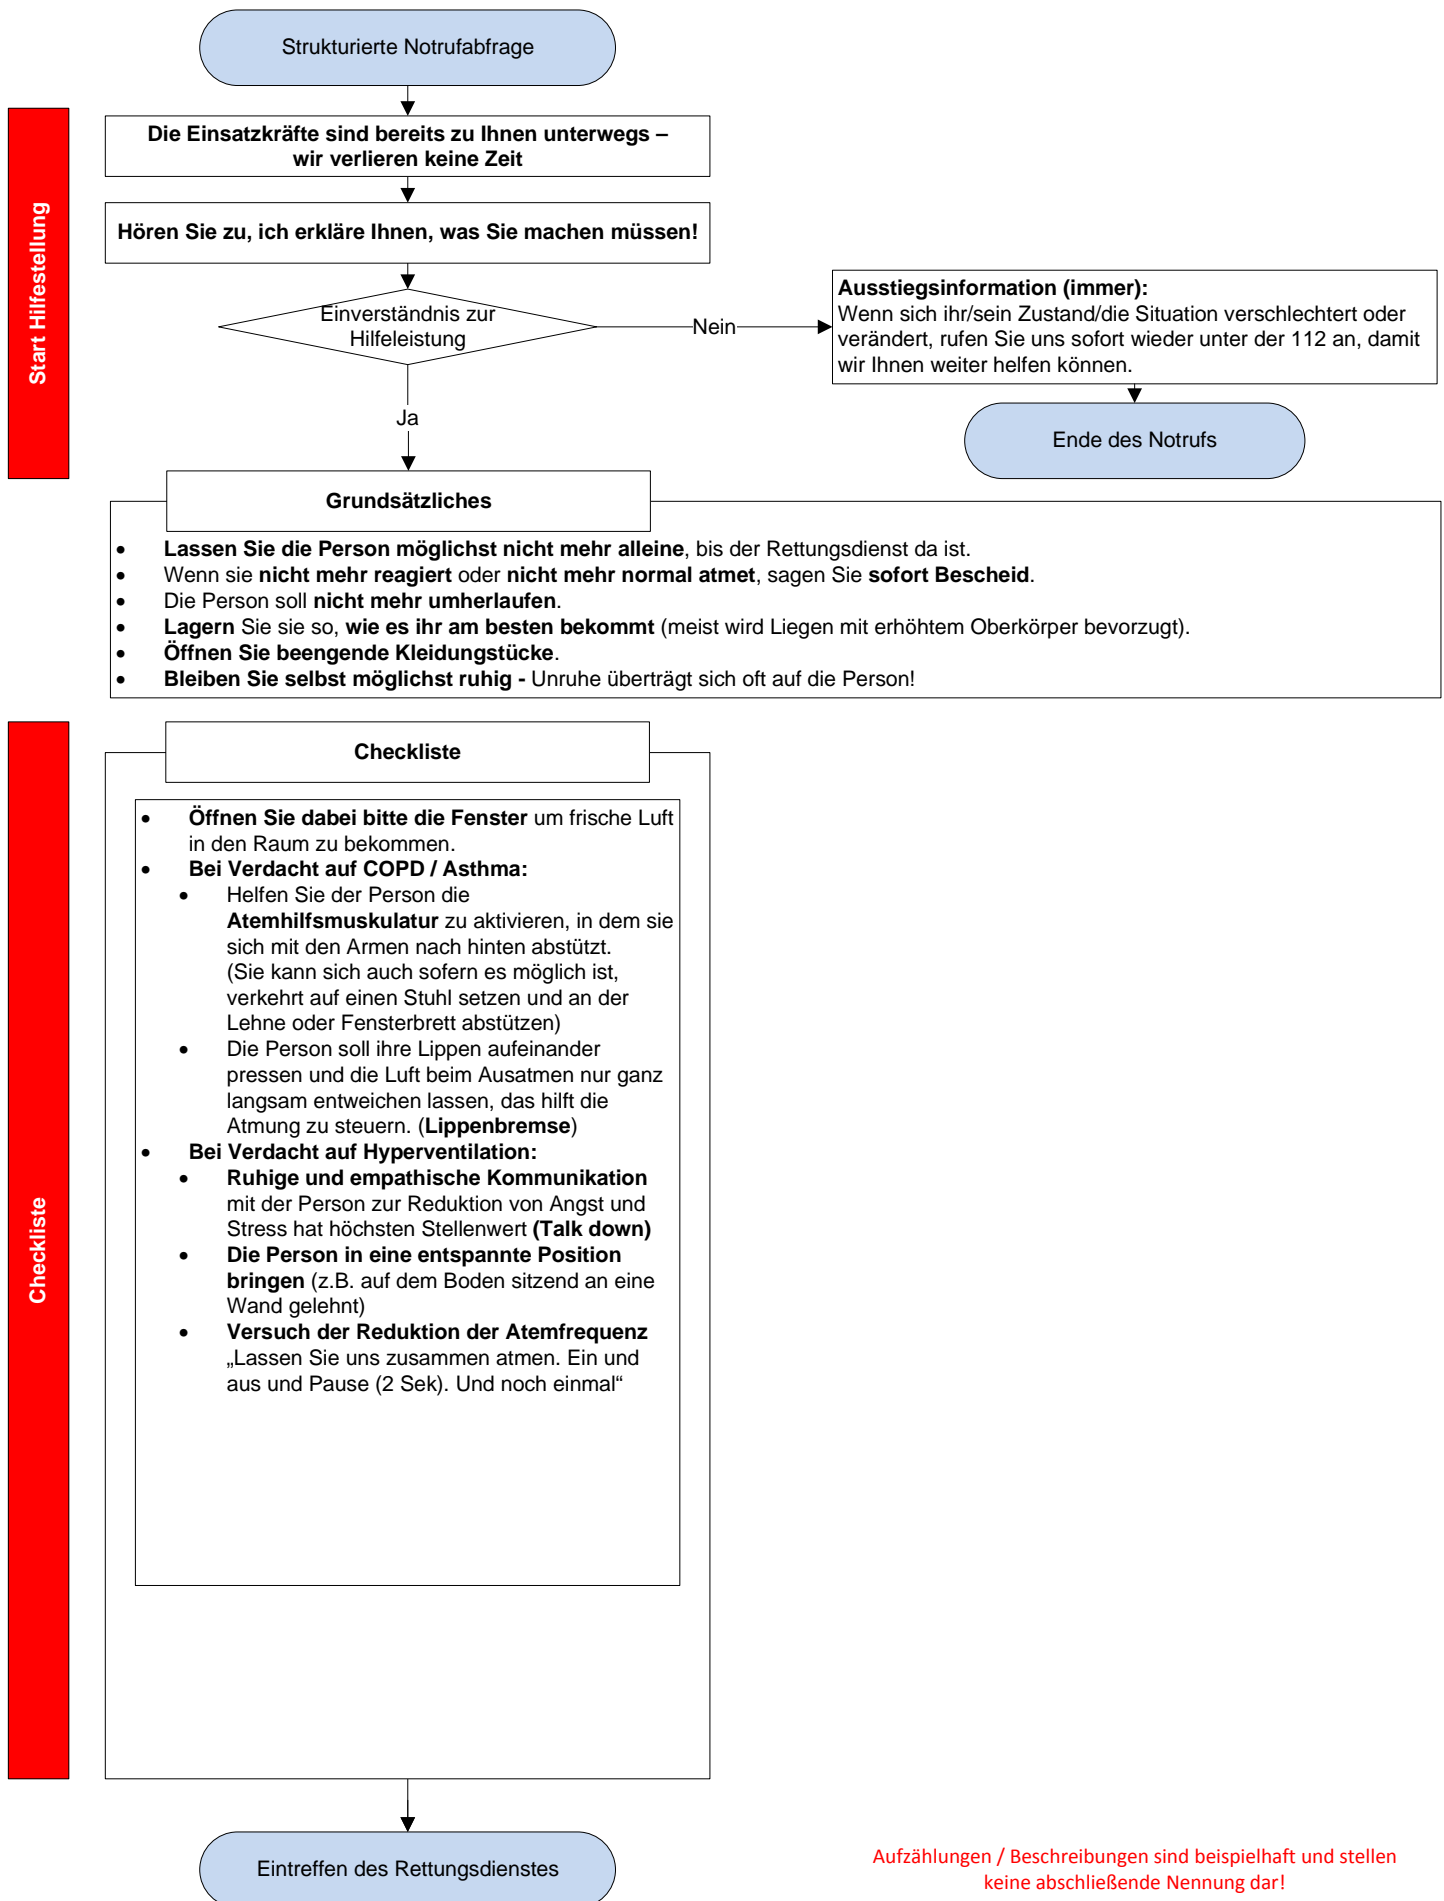 Strukturierte Notrufabfrage
Start Hilfestellung
Die Einsatzkräfte sind bereits zu Ihnen unterwegs –
wir verlieren keine Zeit
Hören Sie zu, ich erkläre Ihnen, was Sie machen müssen!
Einverständnis zur
Hilfeleistung
Nein
Ausstiegsinformation (immer):
Wenn sich ihr/sein Zustand/die Situation verschlechtert oder
verändert, rufen Sie uns sofort wieder unter der 112 an, damit
wir Ihnen weiter helfen können.
Ende des Notrufs
Ja
Grundsätzliches
• Lassen Sie die Person möglichst nicht mehr alleine, bis der Rettungsdienst da ist.
• Wenn sie nicht mehr reagiert oder nicht mehr normal atmet, sagen Sie sofort Bescheid.
• Die Person soll nicht mehr umherlaufen.
• Lagern Sie sie so, wie es ihr am besten bekommt (meist wird Liegen mit erhöhtem Oberkörper bevorzugt).
• Öffnen Sie beengende Kleidungstücke.
• Bleiben Sie selbst möglichst ruhig - Unruhe überträgt sich oft auf die Person!
Checkliste
Checkliste
• Öffnen Sie dabei bitte die Fenster um frische Luft
in den Raum zu bekommen.
• Bei Verdacht auf COPD / Asthma:
• Helfen Sie der Person die
Atemhilfsmuskulatur zu aktivieren, in dem sie
sich mit den Armen nach hinten abstützt.
(Sie kann sich auch sofern es möglich ist,
verkehrt auf einen Stuhl setzen und an der
Lehne oder Fensterbrett abstützen)
• Die Person soll ihre Lippen aufeinander
pressen und die Luft beim Ausatmen nur ganz
langsam entweichen lassen, das hilft die
Atmung zu steuern. (Lippenbremse)
• Bei Verdacht auf Hyperventilation:
• Ruhige und empathische Kommunikation
mit der Person zur Reduktion von Angst und
Stress hat höchsten Stellenwert (Talk down)
• Die Person in eine entspannte Position
bringen (z.B. auf dem Boden sitzend an eine
Wand gelehnt)
• Versuch der Reduktion der Atemfrequenz
„Lassen Sie uns zusammen atmen. Ein und
aus und Pause (2 Sek). Und noch einmal“
Eintreffen des Rettungsdienstes
Aufzählungen / Beschreibungen sind beispielhaft und stellen
keine abschließende Nennung dar!